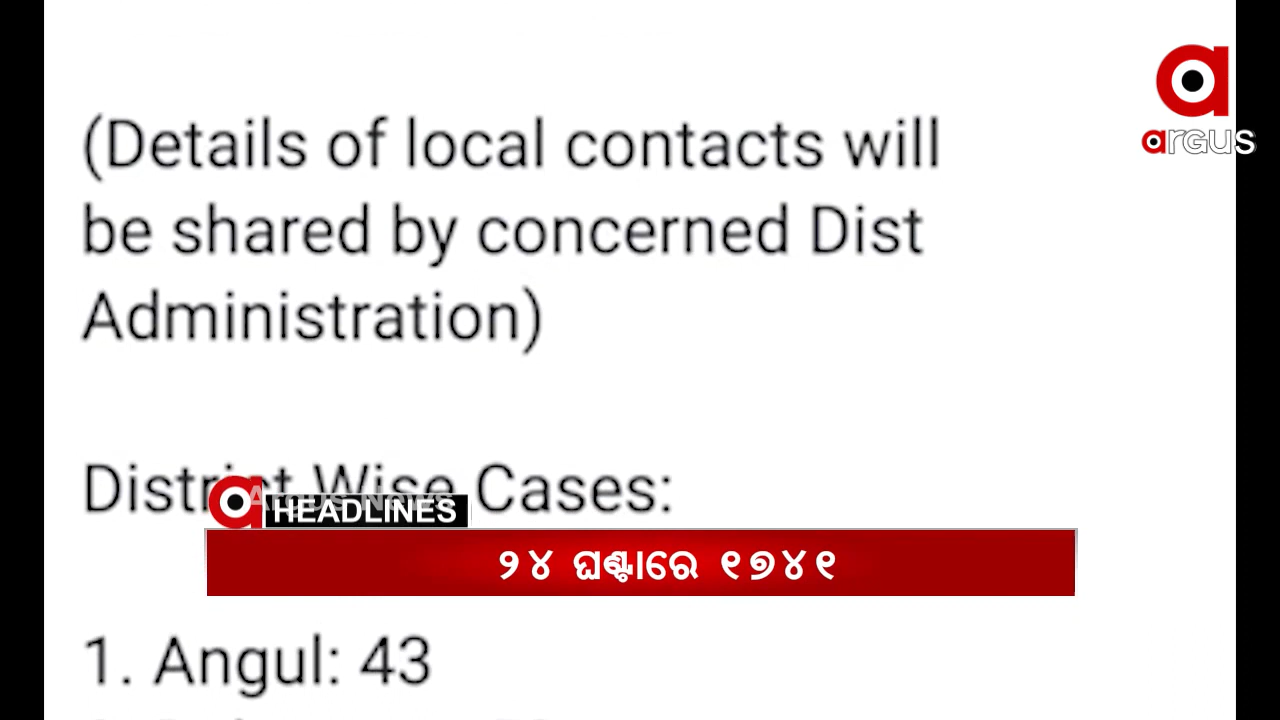 argus
(Details of local contacts will
be shared by concerned Dist
Administration)
District Wise Cases:
HEADLINES
୨୪ ଘଣ୍ଟାରେ ୧୭୪୧
1. Angul: 43